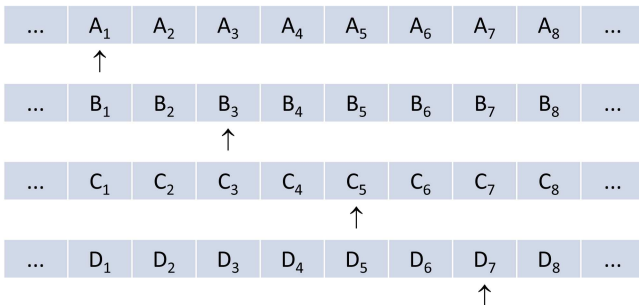 ... A₁ A₂ A₃ A₄ A₅ A₆ A₇ A₈ ...
↑
... B₁ B₂ B₃ B₄ B₅ B₆ B₇ B₈ ...
↑
... C₁ C₂ C₃ C₄ C₅ C₆ C₇ C₈ ...
↑
... D₁ D₂ D₃ D₄ D₅ D₆ D₇ D₈ ...
↑